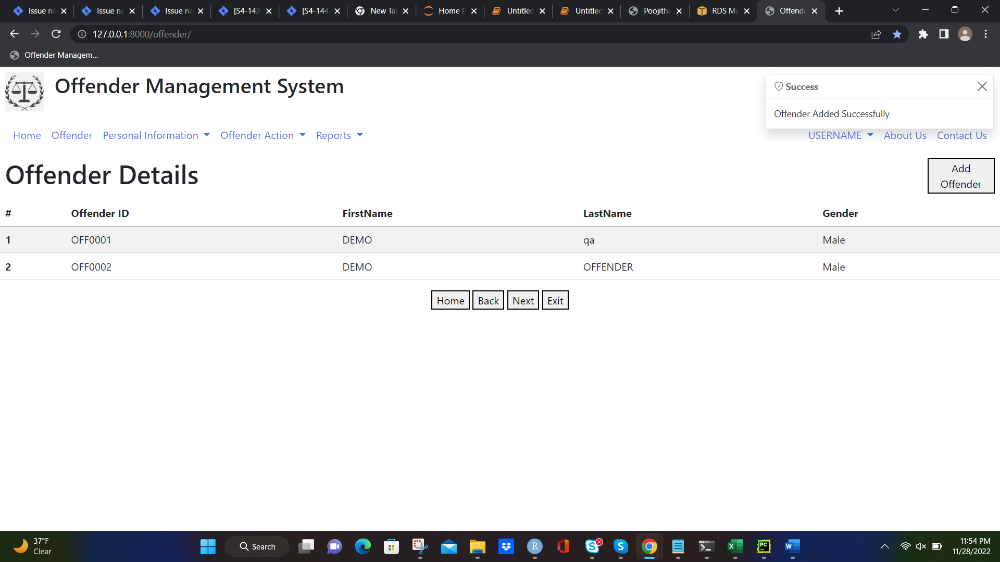 Issue na
Issue na
Issue na
[S4-143
[S4-144
New Tab
Home P
Untitled
Untitled
Poojitha
RDS Ma
Offende
127.0.0.1:8000/offender/
Offender Managem...
Offender Management System
Success
Offender Added Successfully
Home Offender Personal Information Offender Action Reports USERNAME About Us Contact Us
Offender Details
Add
Offender
# Offender ID FirstName LastName Gender
1 OFF0001 DEMO qa Male
2 OFF0002 DEMO OFFENDER Male
Home Back Next Exit
37°F
Clear
Search
11:54 PM
11/28/2022